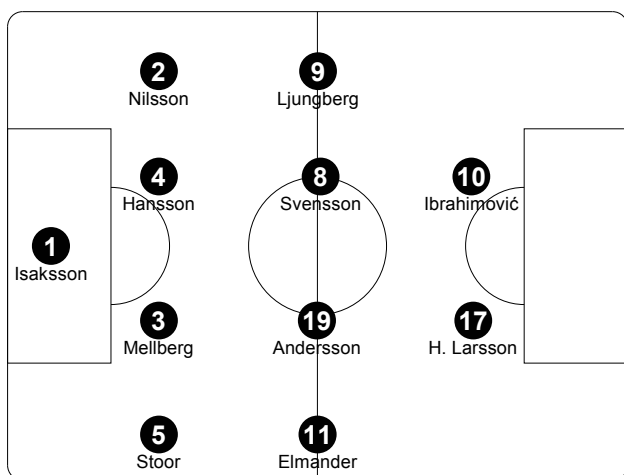 2
Nilsson
9
Ljungberg
4
Hansson
8
Svensson
10
Ibrahimović
1
Isaksson
3
Mellberg
19
Andersson
17
H. Larsson
5
Stoor
11
Elmander